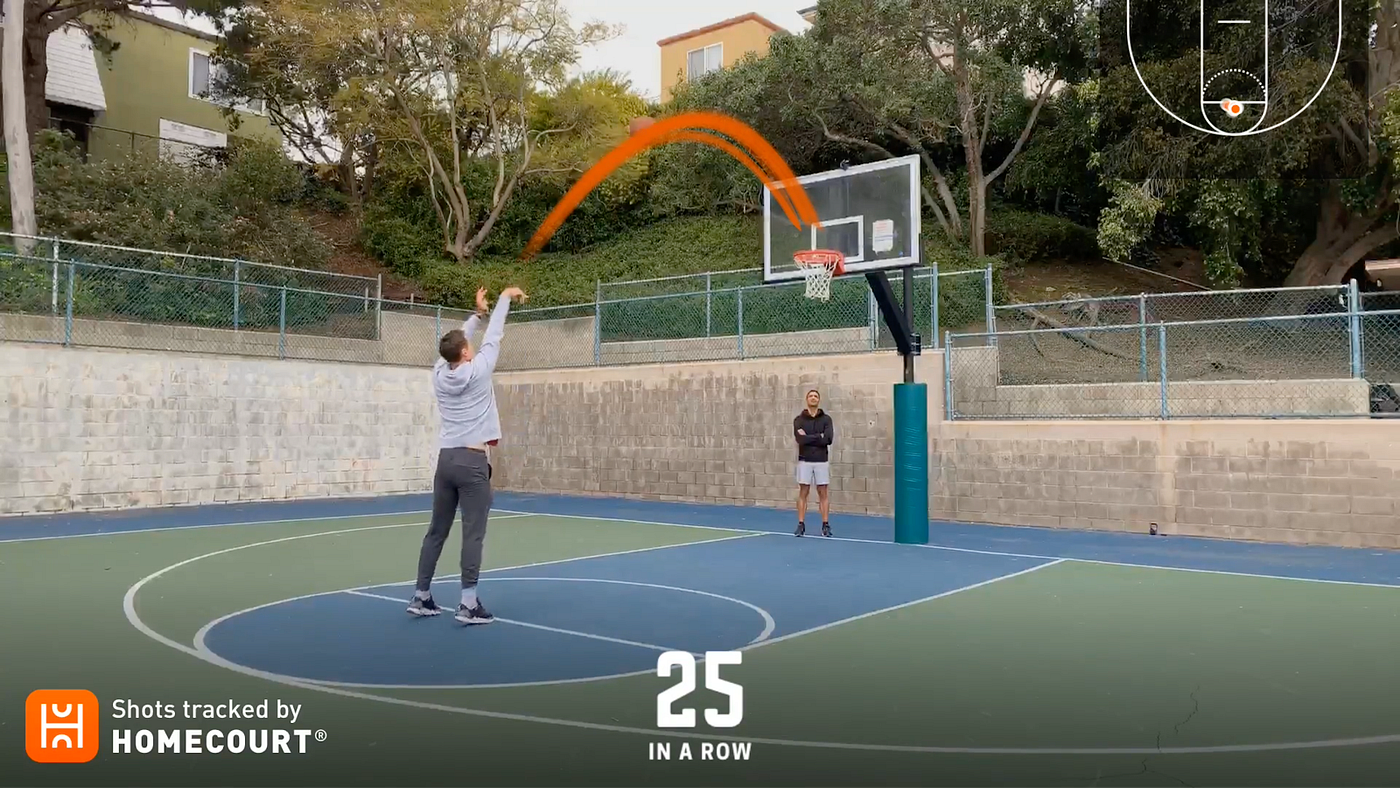 25
IN A ROW
Shots tracked by
HOMECOURT®